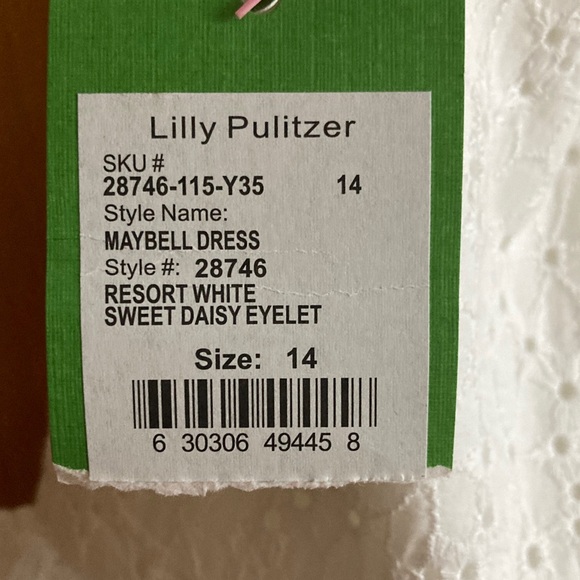 Lilly Pulitzer
SKU #
28746-115-Y35 14
Style Name:
MAYBELL DRESS
Style #: 28746
RESORT WHITE
SWEET DAISY EYELET
Size: 14
6 30306 49445 8